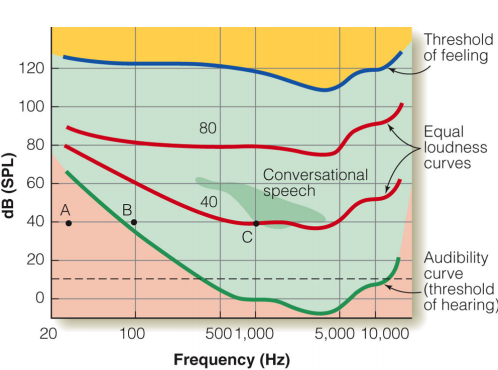 Threshold
of feeling
120
100
80
80
Equal
loudness
curves
60
Conversational
speech
40
40
A
B
C
20
0
Audibility
curve
(threshold
of hearing)
dB (SPL)
20
100
500
1,000
5,000
10,000
Frequency (Hz)